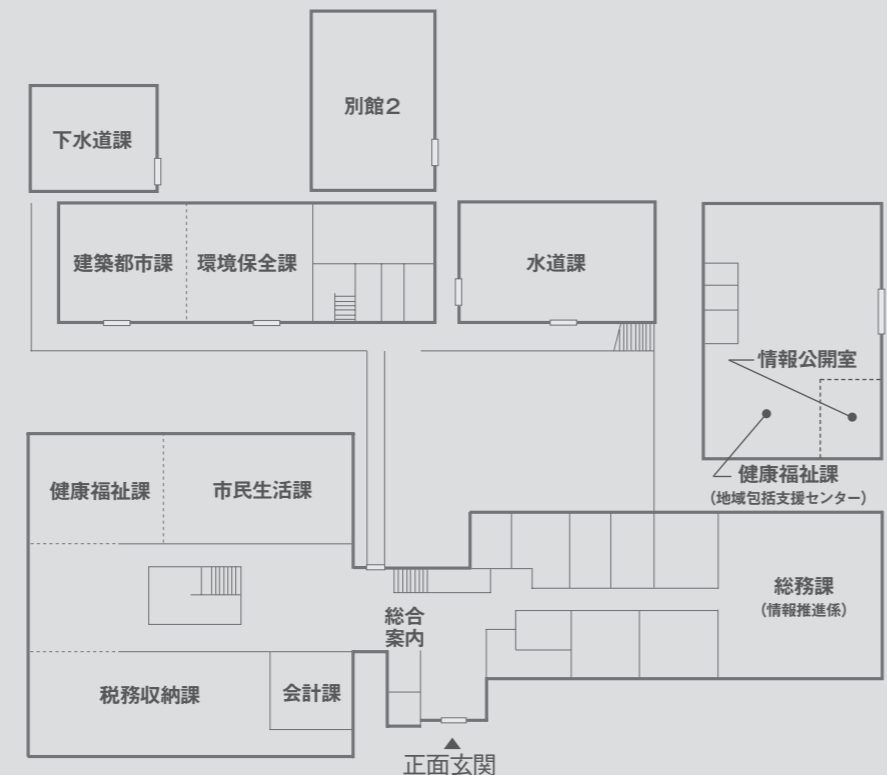 別館2
下水道課
建築都市課
環境保全課
水道課
情報公開室
健康福祉課
（地域包括支援センター）
健康福祉課
市民生活課
総務課
（情報推進係）
総合
案内
税務収納課
会計課
正面玄関